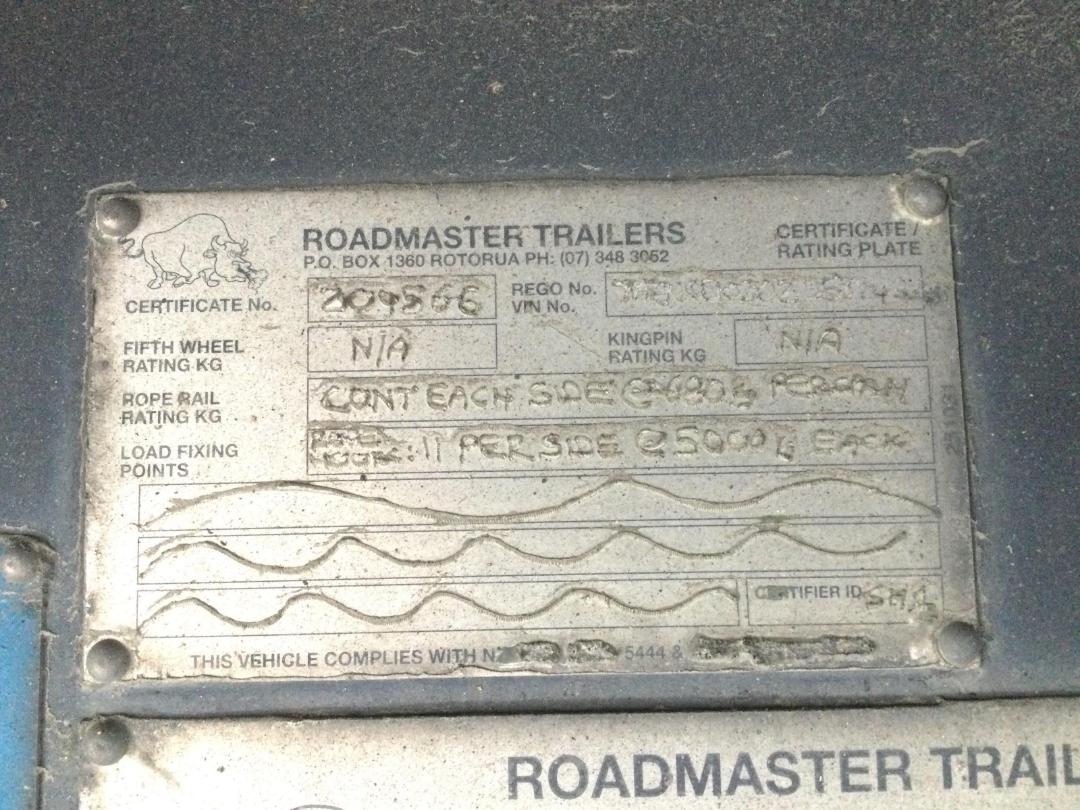 ROADMASTER TRAILERS
CERTIFICATE / RATING PLATE
P.O. BOX 1360 ROTORUA PH: (07) 348 3052
CERTIFICATE No. 209566
REGO No.
VIN No.
FIFTH WHEEL RATING KG N/A
KINGPIN RATING KG N/A
ROPE RAIL RATING KG CONT EACH SIDE
LOAD FIXING POINTS 11 PER SIDE @ 5000 EACH
CERTIFIER ID
THIS VEHICLE COMPLIES WITH NZ 5444 &
ROADMASTER TRAIL